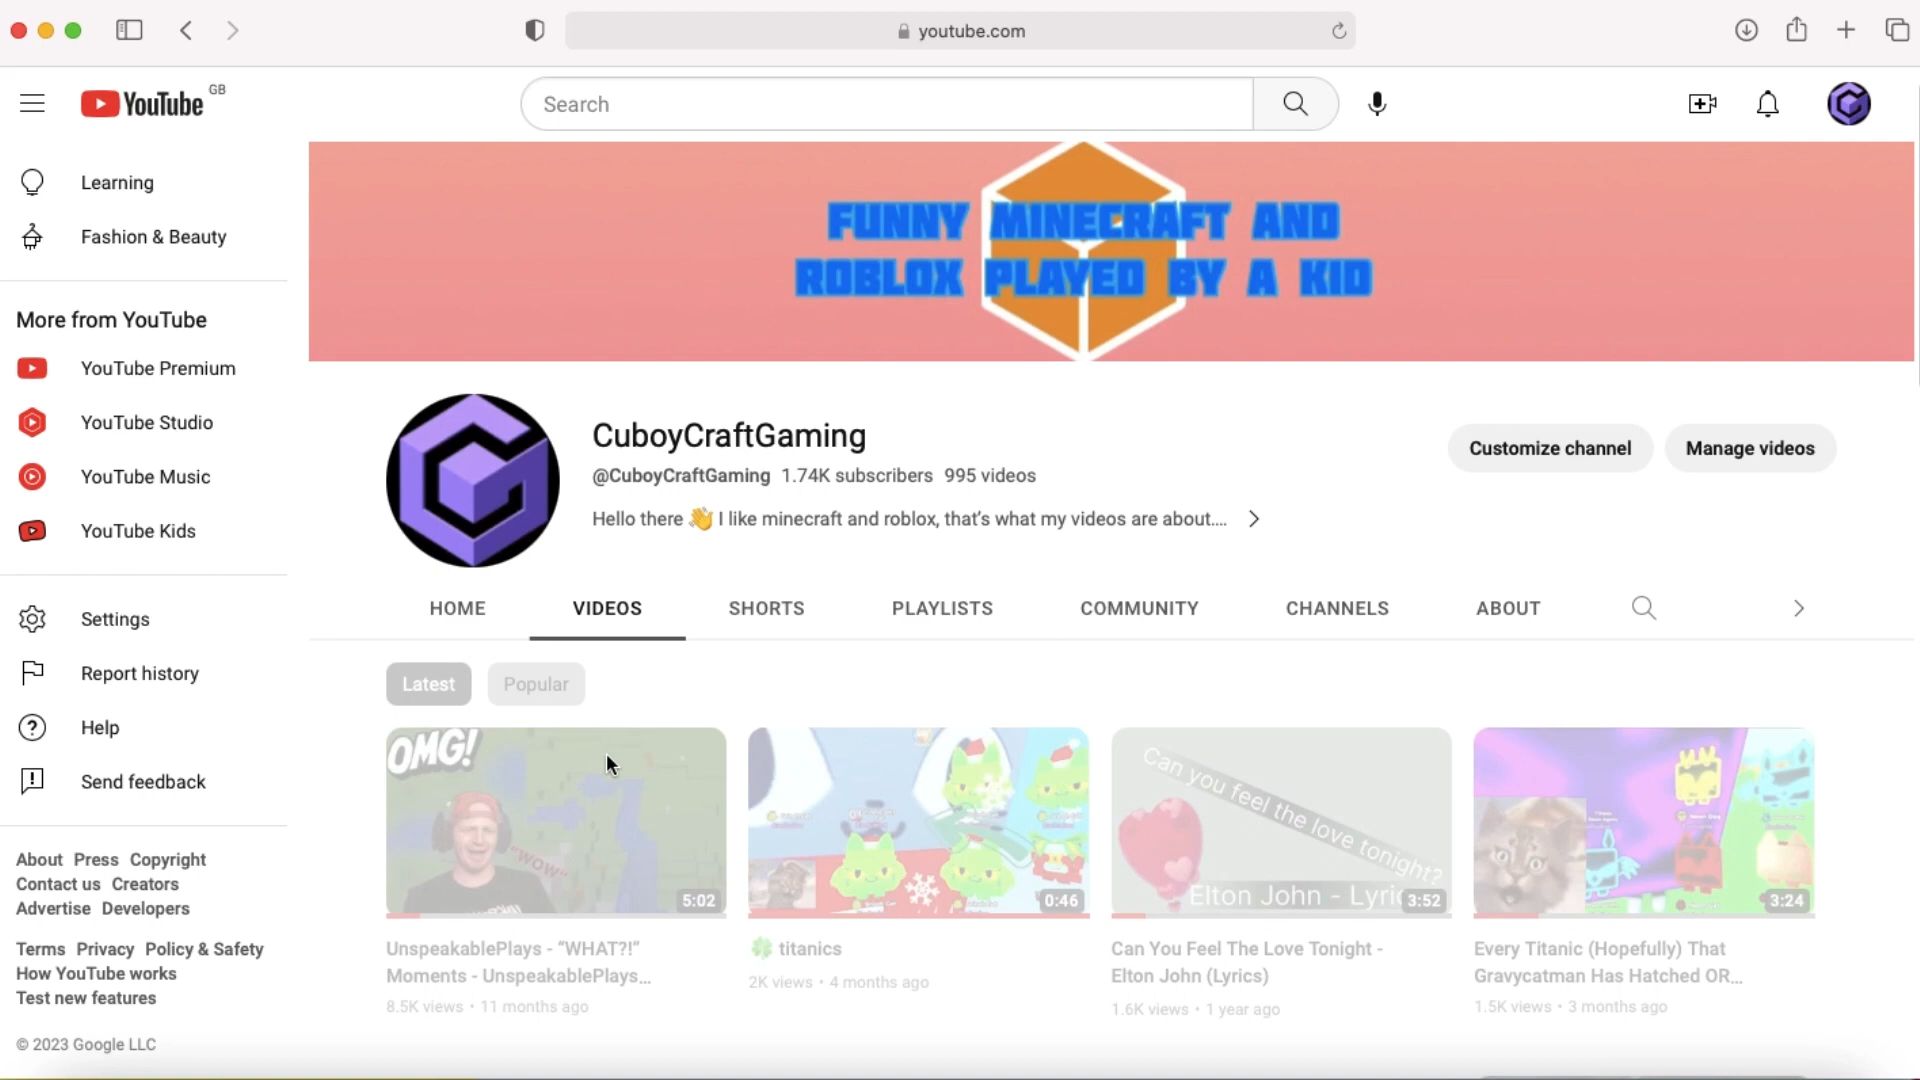 youtube.com
YouTube GB
Search
Learning
Fashion & Beauty
More from YouTube
YouTube Premium
YouTube Studio
YouTube Music
YouTube Kids
Settings
Report history
Help
Send feedback
About Press Copyright
Contact us Creators
Advertise Developers
Terms Privacy Policy & Safety
How YouTube works
Test new features
© 2023 Google LLC
FUNNY MINECRAFT AND
ROBLOX PLAYED BY A KID
CuboyCraftGaming
@CuboyCraftGaming 1.74K subscribers 995 videos
Hello there 👋 I like minecraft and roblox, that's what my videos are about....
Customize channel
Manage videos
HOME VIDEOS SHORTS PLAYLISTS COMMUNITY CHANNELS ABOUT
Latest Popular
OMG!
"WOW"
5:02
UnspeakablePlays - “WHAT?!”
Moments - UnspeakablePlays...
8.5K views • 11 months ago
0:46
🍀 titanics
2K views • 4 months ago
Can you feel the love tonight?
Elton John - Lyric
3:52
Can You Feel The Love Tonight -
Elton John (Lyrics)
1.6K views • 1 year ago
3:24
Every Titanic (Hopefully) That
Gravycatman Has Hatched OR...
1.5K views • 3 months ago